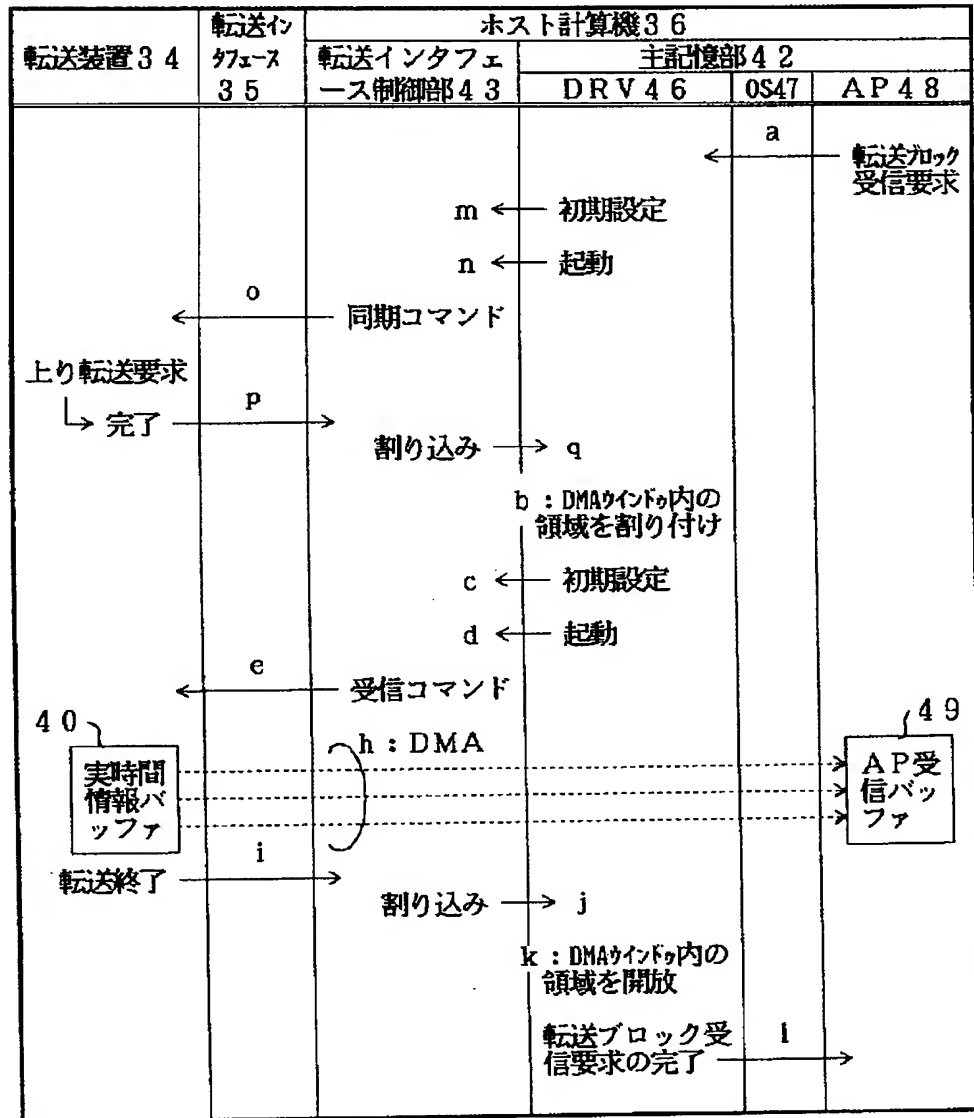 転送装置34
転送イン
タフェース
35
ホスト計算機36
転送インタフェ
ース制御部43
主記憶部42
DRV46
OS47
AP48
a
転送ブロック
受信要求
m
初期設定
n
起動
o
同期コマンド
上り転送要求
完了
p
割り込み
q
b:DMAウインドゥ内の
領域を割り付け
c
初期設定
d
起動
e
受信コマンド
40
49
h:DMA
実時間
情報バ
ッファ
AP受
信バッ
ファ
i
転送終了
割り込み
j
k:DMAウインドゥ内の
領域を開放
転送ブロック受
信要求の完了
l